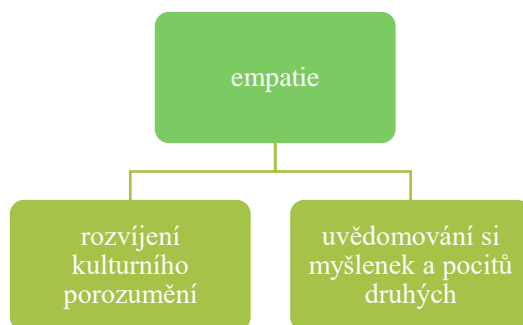 empatie
rozvíjení
kulturního
porozumění
uvědomování si
myšlenek a pocitů
druhých